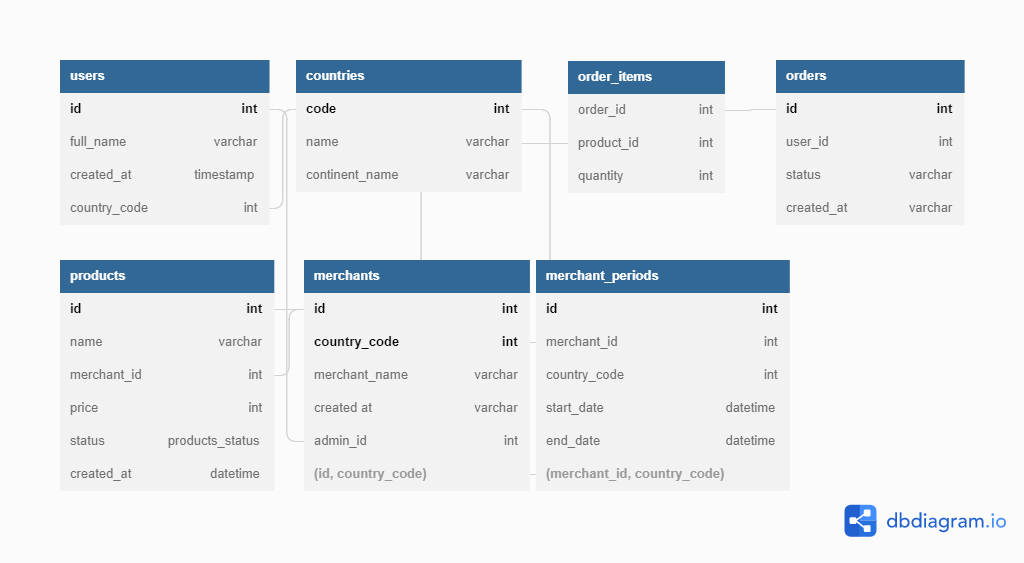 users
id int
full_name varchar
created_at timestamp
country_code int
countries
code int
name varchar
continent_name varchar
order_items
order_id int
product_id int
quantity int
orders
id int
user_id int
status varchar
created_at varchar
products
id int
name varchar
merchant_id int
price int
status products_status
created_at datetime
merchants
id int
country_code int
merchant_name varchar
created at varchar
admin_id int
(id, country_code)
merchant_periods
id int
merchant_id int
country_code int
start_date datetime
end_date datetime
(merchant_id, country_code)
dbdiagram.io